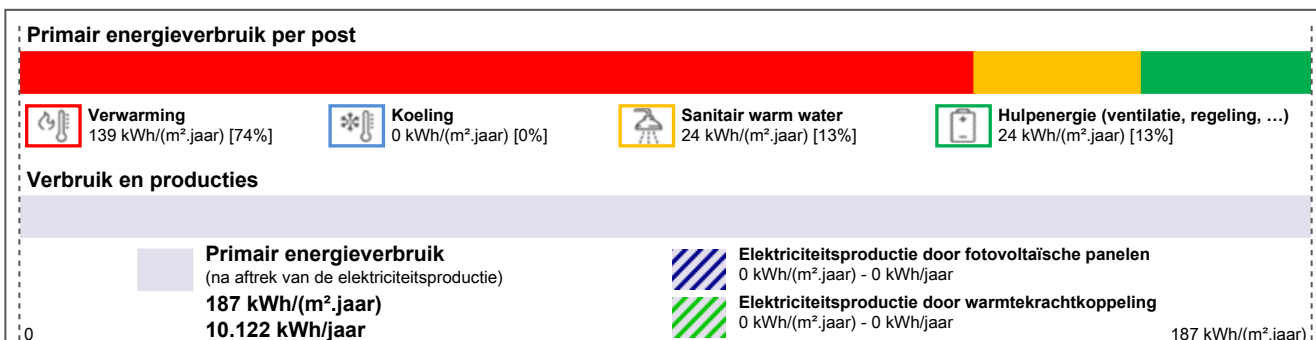 Primair energieverbruik per post
Verwarming
139 kWh/(m².jaar) [74%]
Koeling
0 kWh/(m².jaar) [0%]
Sanitair warm water
24 kWh/(m².jaar) [13%]
Hulpenergie (ventilatie, regeling, …)
24 kWh/(m².jaar) [13%]
Verbruik en producties
Primair energieverbruik
(na aftrek van de elektriciteitsproductie)
187 kWh/(m².jaar)
10.122 kWh/jaar
Elektriciteitsproductie door fotovoltaïsche panelen
0 kWh/(m².jaar) - 0 kWh/jaar
Elektriciteitsproductie door warmtekrachtkoppeling
0 kWh/(m².jaar) - 0 kWh/jaar
0
187 kWh/(m².jaar)